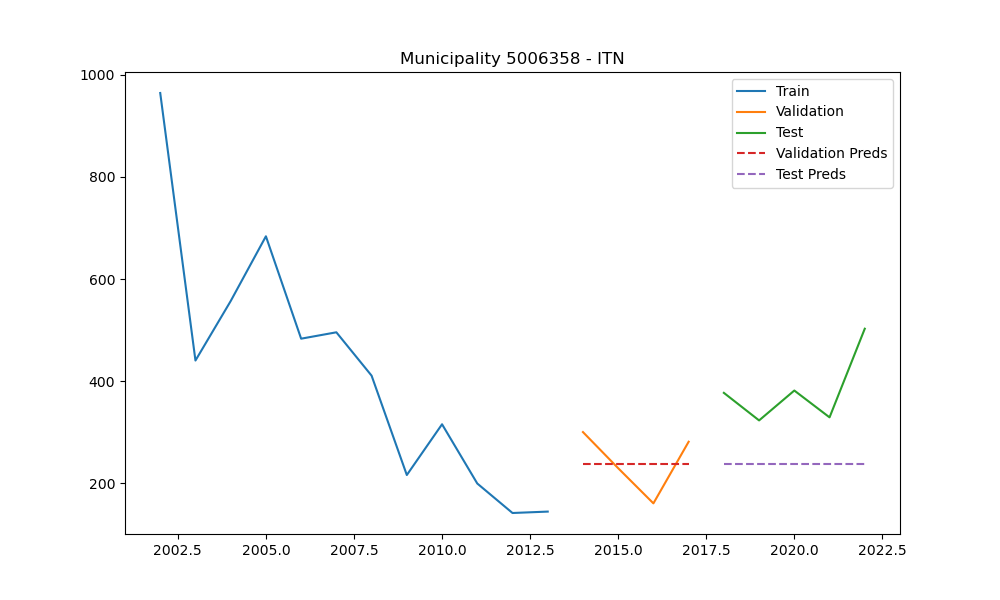 Municipality 5006358 - ITN
1000
800
600
400
200
Train
Validation
Test
Validation Preds
Test Preds
2002.5 2005.0 2007.5 2010.0 2012.5 2015.0 2017.5 2020.0 2022.5